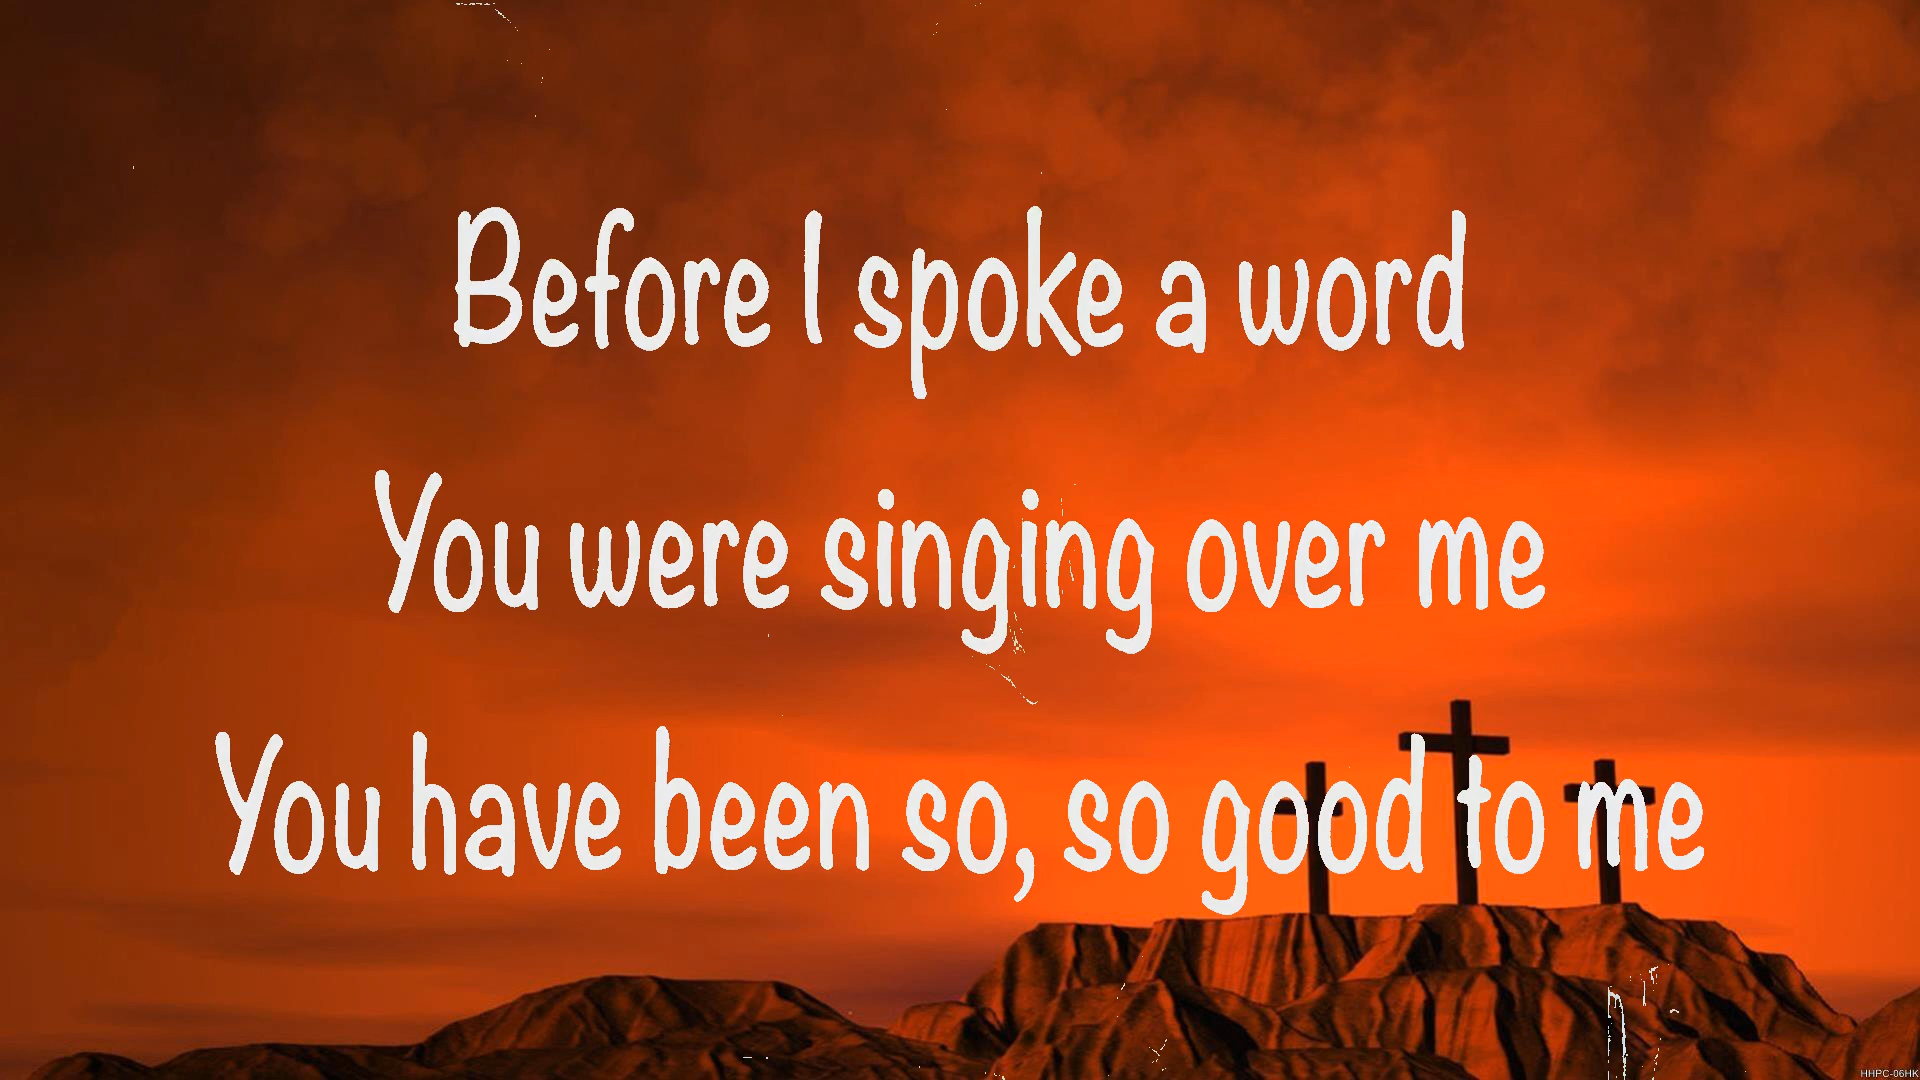 Before I spoke a word
You were singing over me
You have been so, so good to me
HHPC-06HK